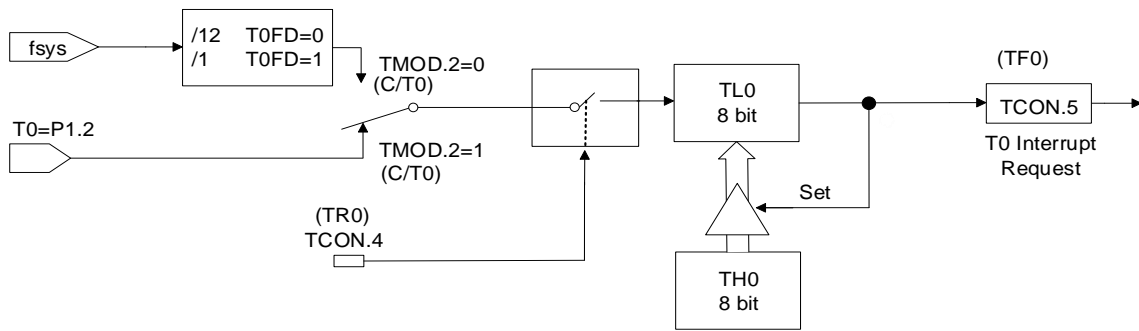 fsys
/12 T0FD=0
/1 T0FD=1
TMOD.2=0
(C/T0)
T0=P1.2
TMOD.2=1
(C/T0)
(TR0)
TCON.4
TL0
8 bit
Set
TH0
8 bit
(TF0)
TCON.5
T0 Interrupt
Request